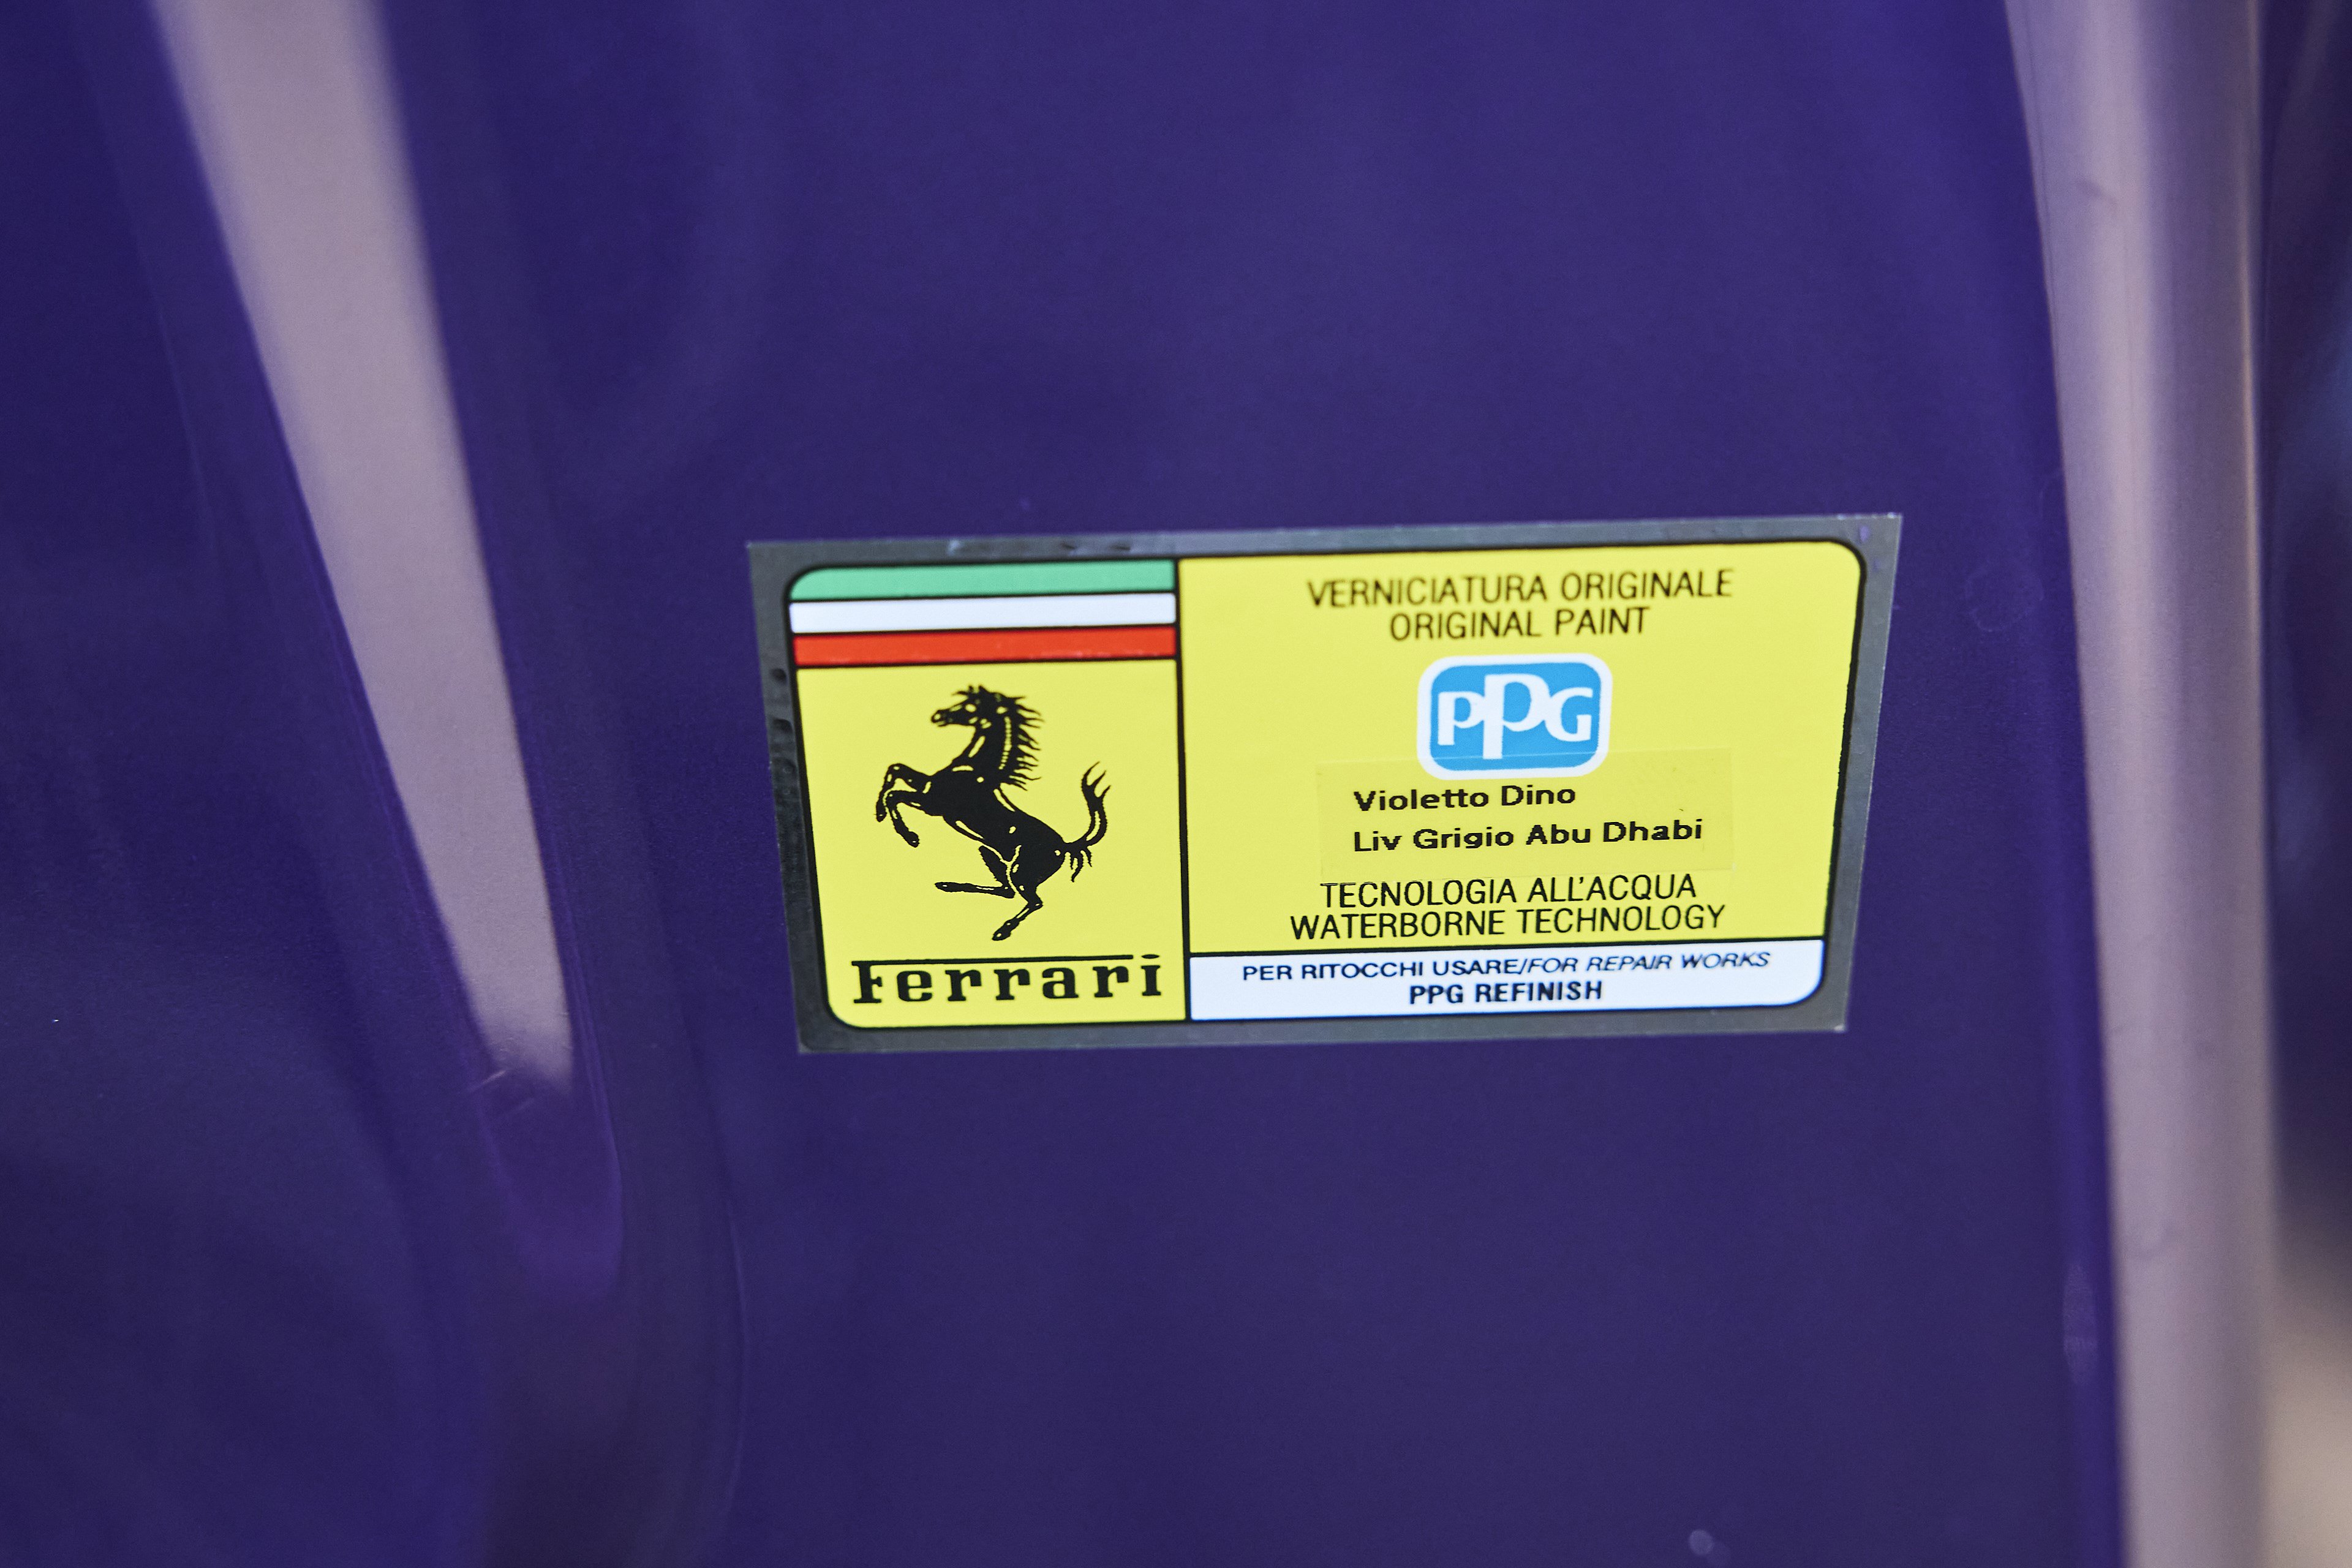 Ferrari
VERNICIATURA ORIGINALE
ORIGINAL PAINT
PPG
Violetto Dino
Liv Grigio Abu Dhabi
TECNOLOGIA ALL'ACQUA
WATERBORNE TECHNOLOGY
PER RITOCCHI USARE/FOR REPAIR WORKS
PPG REFINISH